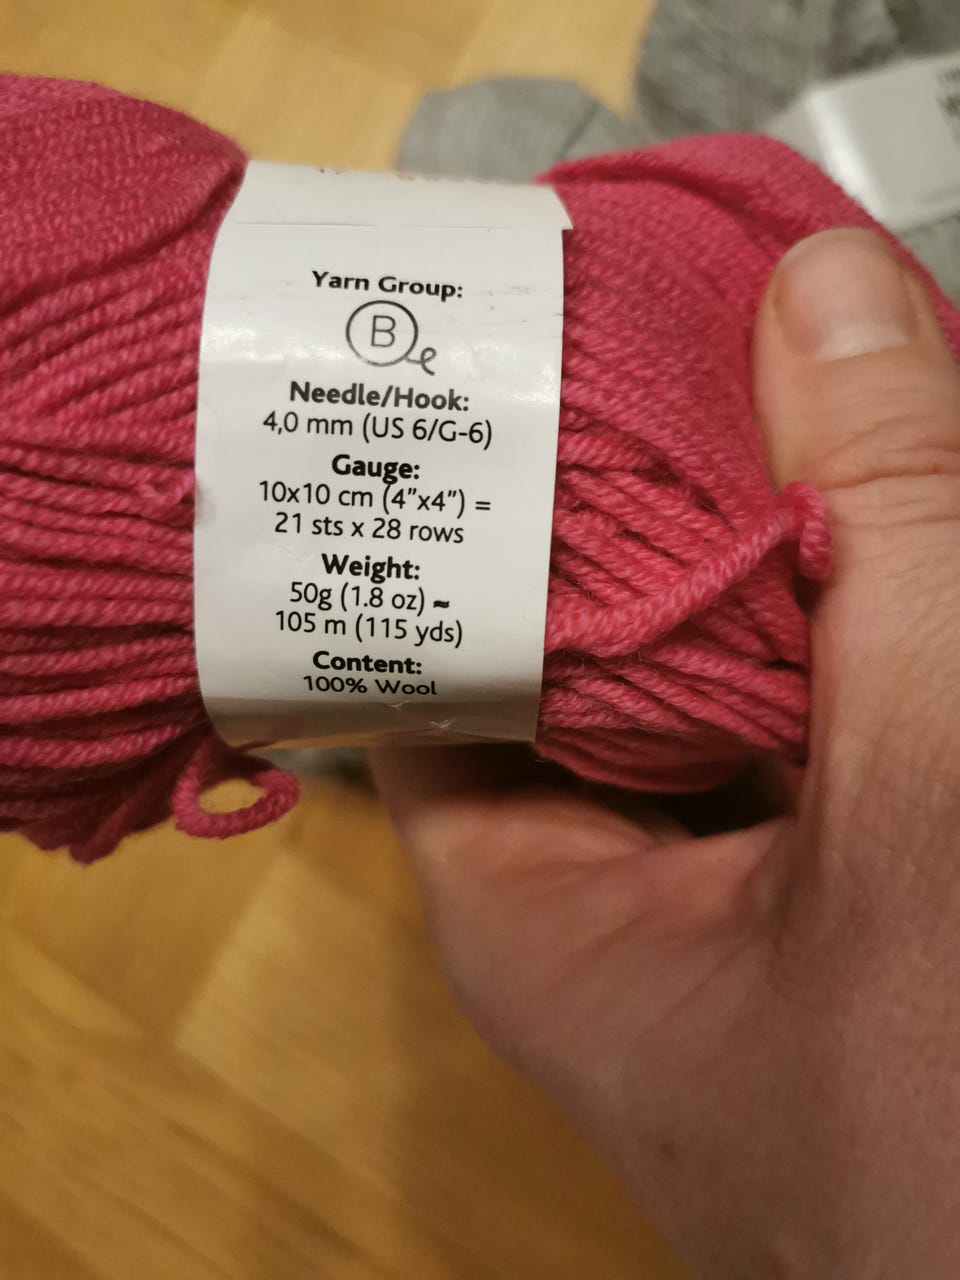 Yarn Group:
B
Needle/Hook:
4,0 mm (US 6/G-6)
Gauge:
10x10 cm (4”x4”) =
21 sts x 28 rows
Weight:
50g (1.8 oz) ~
105 m (115 yds)
Content:
100% Wool